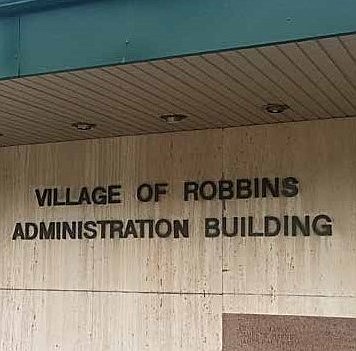 VILLAGE OF ROBBINS
ADMINISTRATION BUILDING